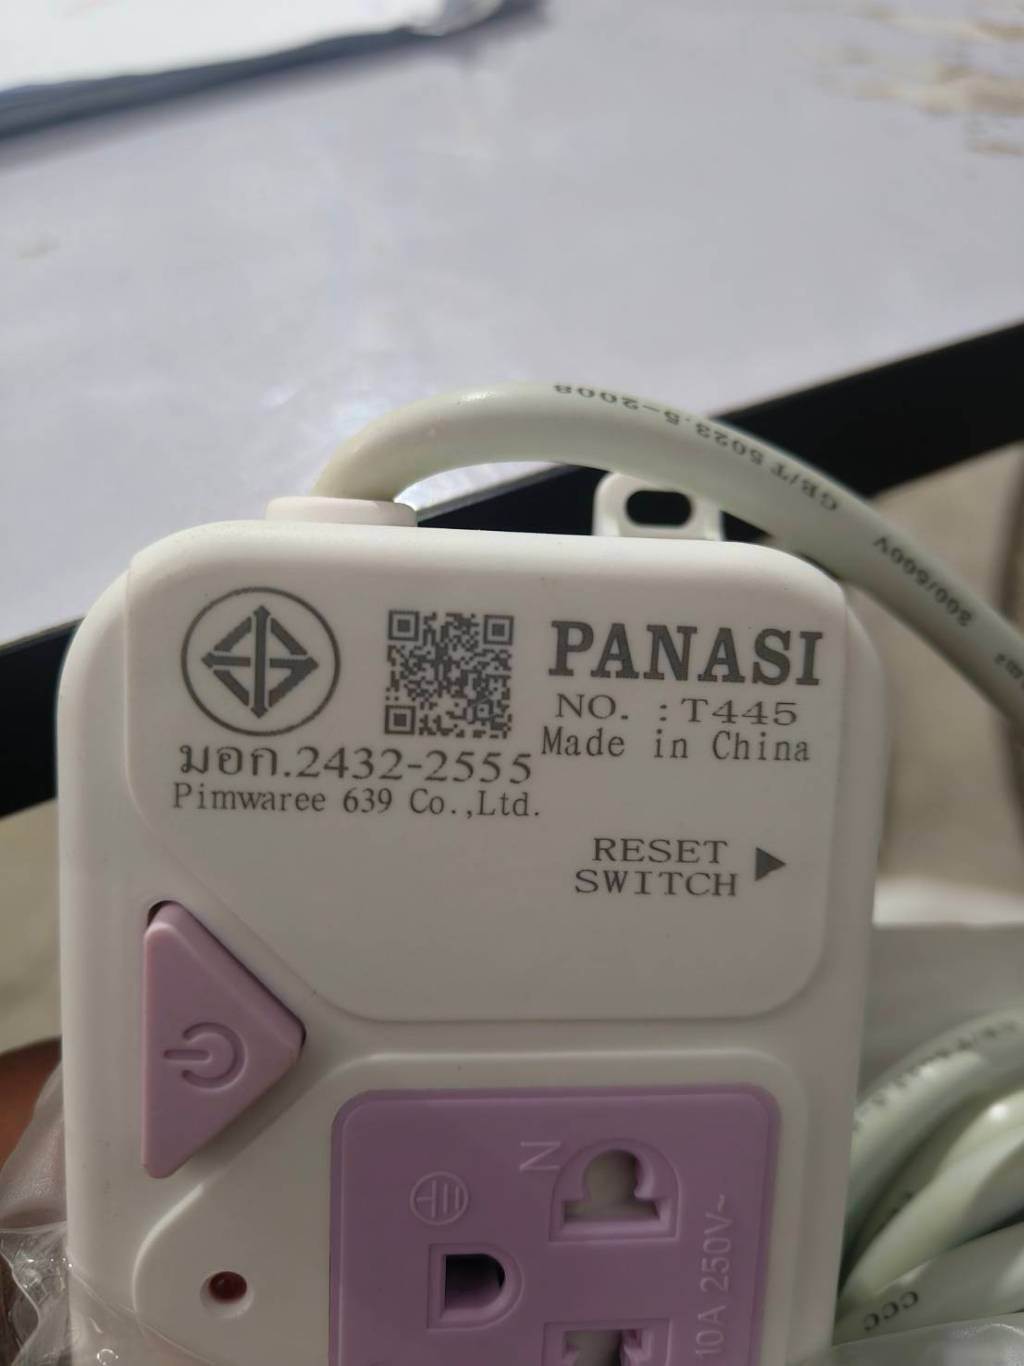 GB/T 5023.5-2008
300/500V
มอก.2432-2555
Pimwaree 639 Co.,Ltd.
PANASI
NO. :T445
Made in China
RESET
SWITCH
N
10A 250V~
CCC